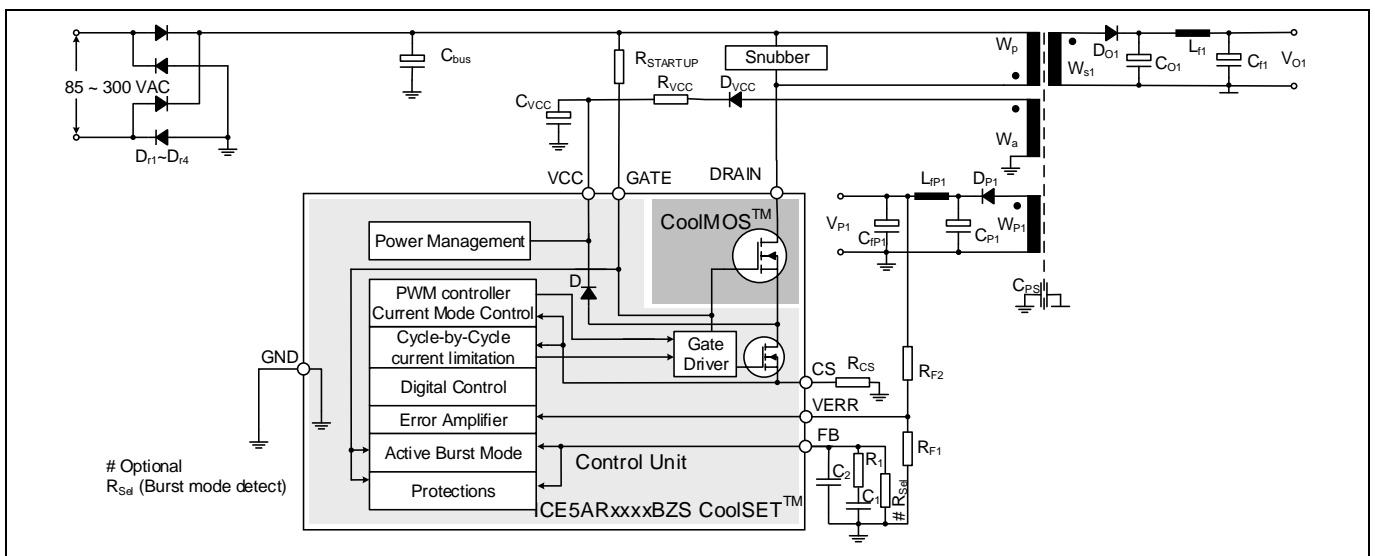 85 ~ 300 VAC
Dr1~Dr4
Cbus
RSTARTUP
Snubber
Wp
Ws1
DO1
CO1
Lf1
Cf1
VO1
CVCC
RVCC
DVCC
Wa
VCC
GATE
DRAIN
CoolMOS™
LfP1
DP1
VP1
CfP1
CP1
WP1
CPS
Power Management
D
PWM controller
Current Mode Control
Cycle-by-Cycle
current limitation
Gate
Driver
GND
Digital Control
CS
RCS
RF2
VERR
Error Amplifier
FB
RF1
Active Burst Mode
Control Unit
Protections
C2
R1
C1
# RSel
ICE5ARxxxxBZS CoolSET™
# Optional
RSel (Burst mode detect)